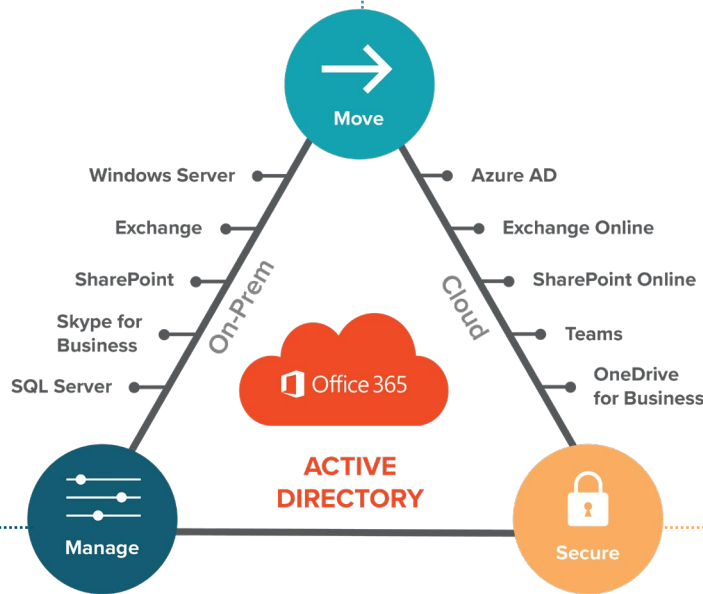 Move
Windows Server
Exchange
SharePoint
Skype for
Business
SQL Server
On-Prem
Azure AD
Exchange Online
SharePoint Online
Teams
OneDrive
for Business
Cloud
Office 365
ACTIVE
DIRECTORY
Manage
Secure